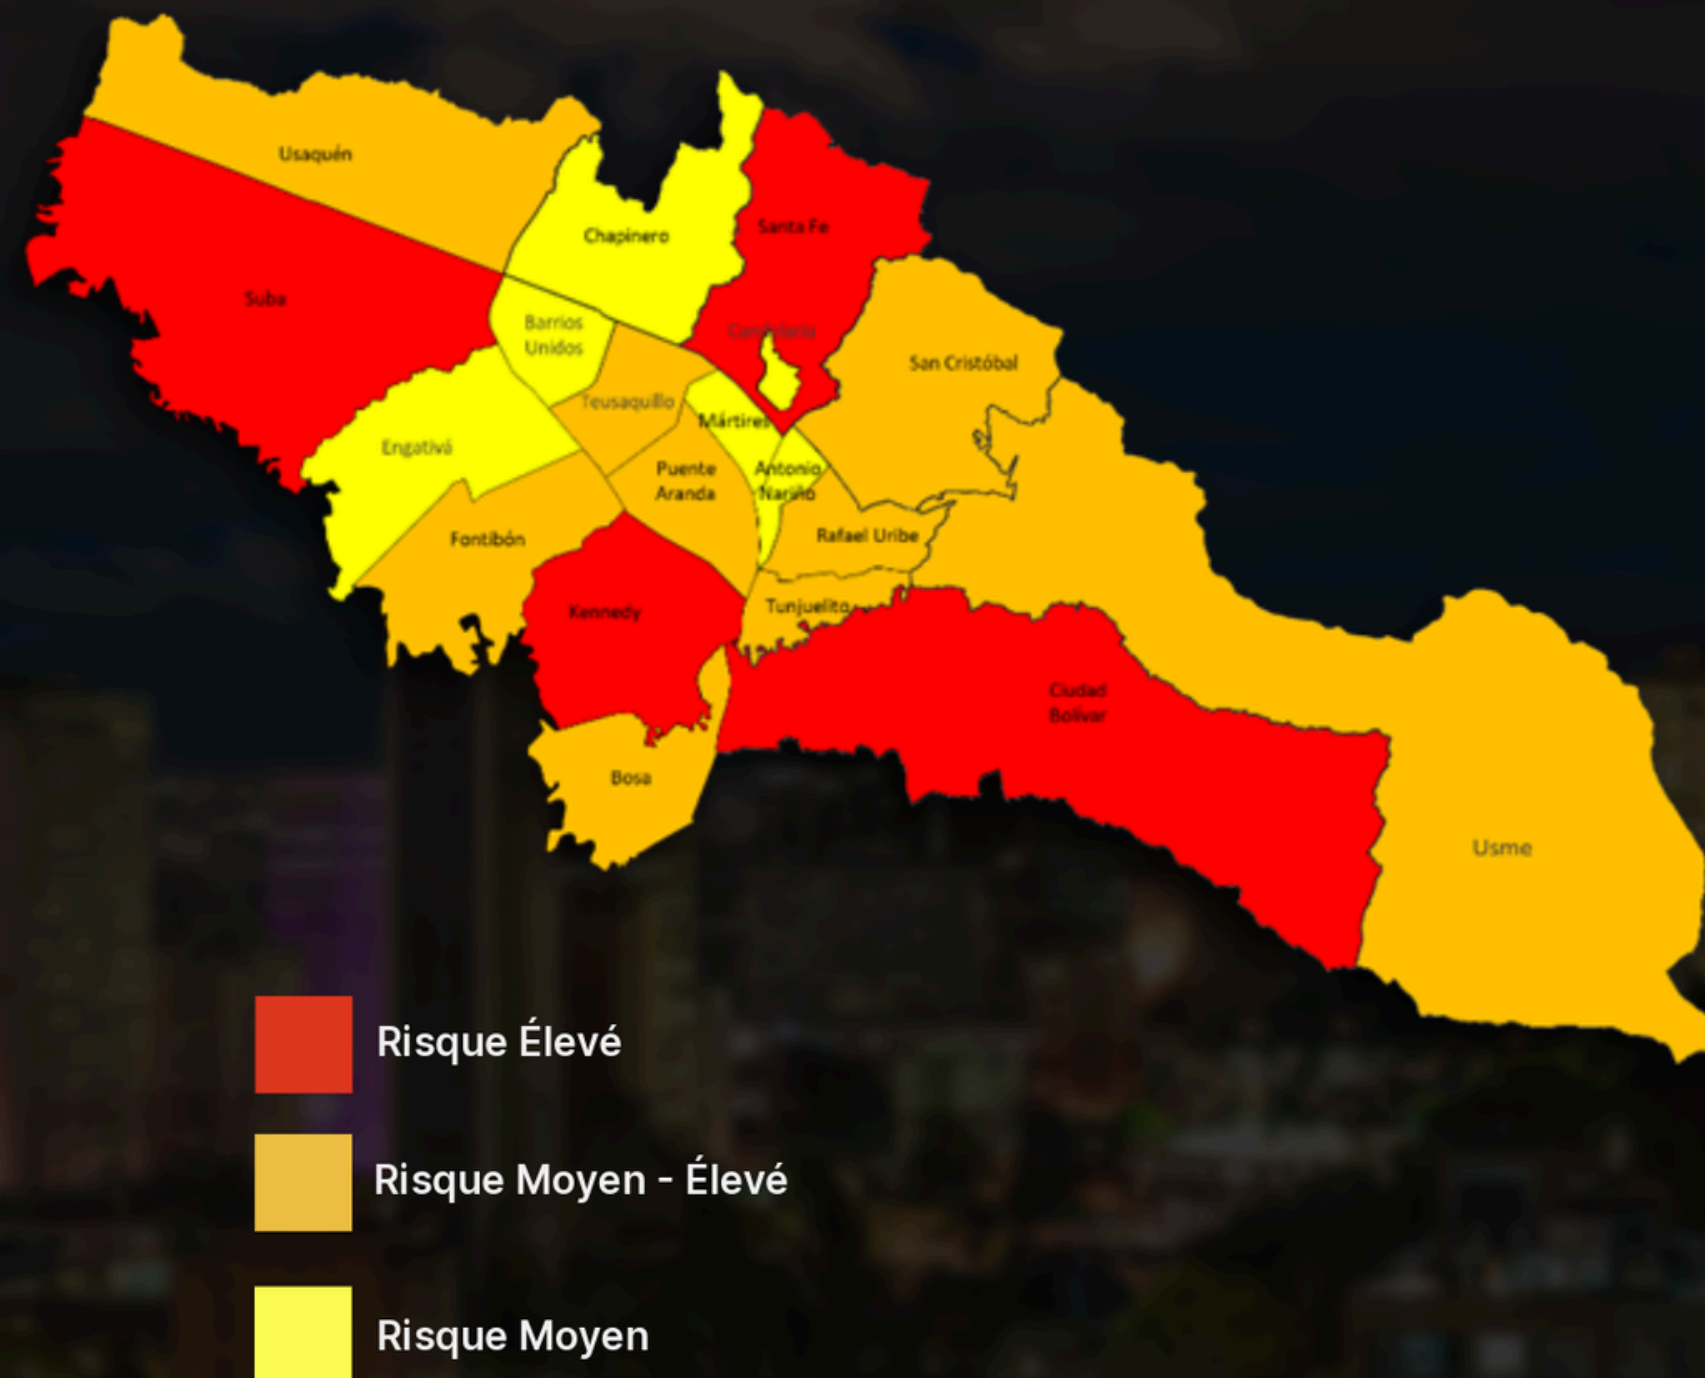 Usaquén
Chapinero
Santa Fe
Suba
Barrios
Unidos
Candelaria
San Cristóbal
Teusaquillo
Mártires
Engativá
Puente
Aranda
Antonio
Nariño
Fontibón
Rafael Uribe
Kennedy
Tunjuelito
Ciudad
Bolívar
Bosa
Usme
Risque Élevé
Risque Moyen - Élevé
Risque Moyen